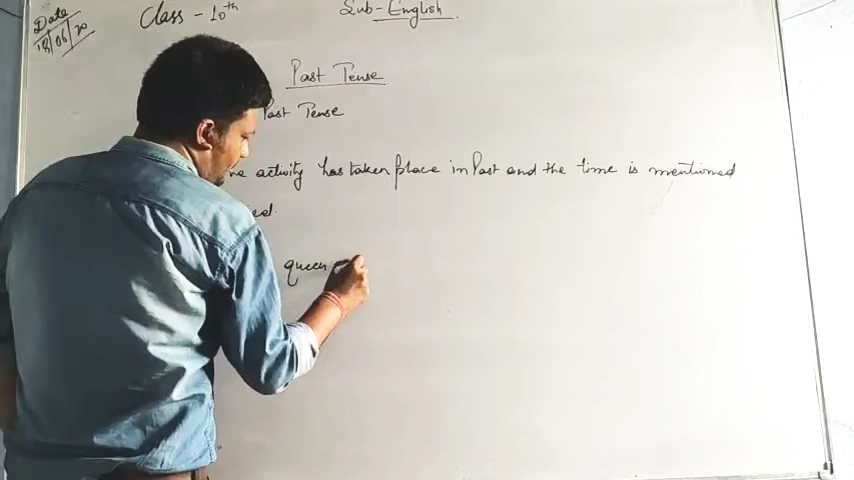 Date
18/06/20
Class - 10th
Sub - English
Past Tense
Past Tense
activity has taken place in Past and the time is mentioned
queen